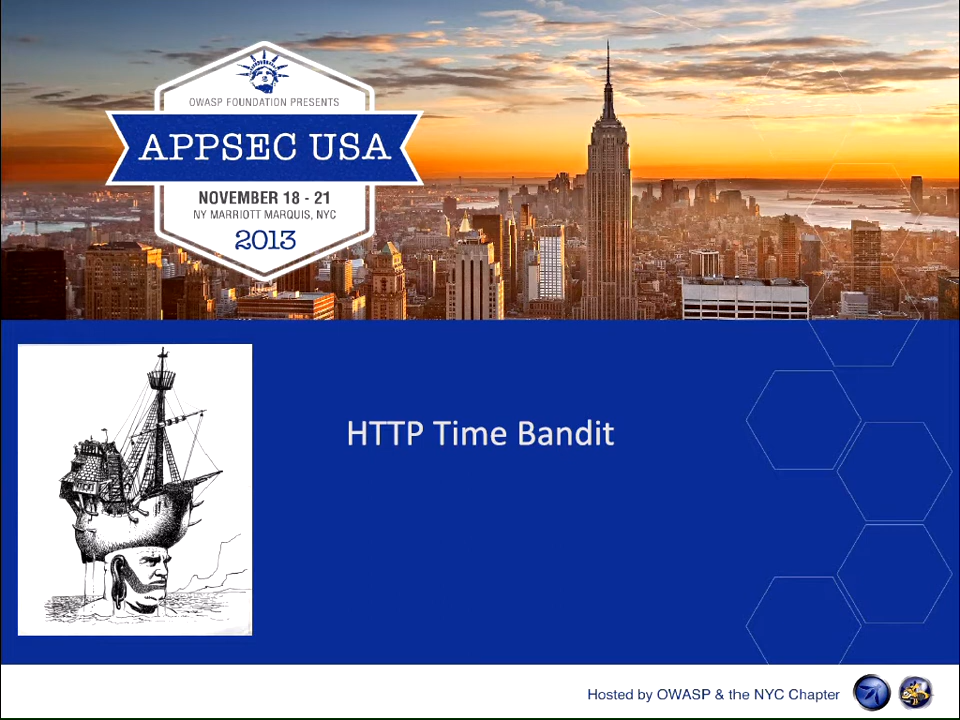 OWASP FOUNDATION PRESENTS
APPSEC USA
NOVEMBER 18 - 21
NY MARRIOTT MARQUIS, NYC
2013
HTTP Time Bandit
Hosted by OWASP & the NYC Chapter